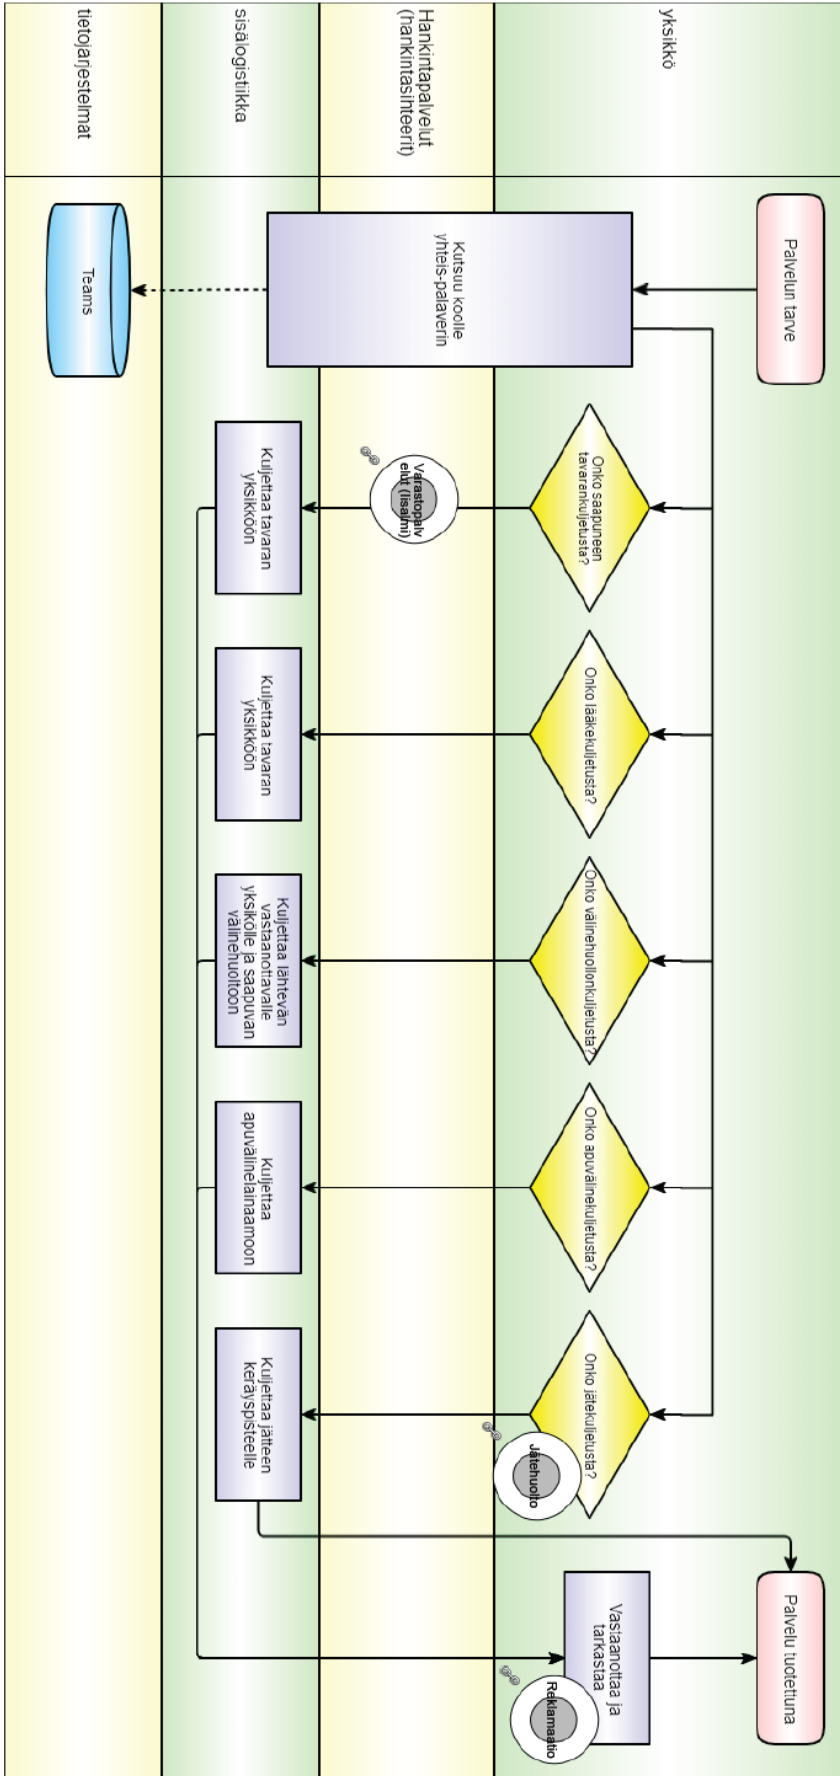 yksikkö
Hankintapalvelut
(hankintasihteerit)
sisälogistiikka
tietojärjestelmät
Palvelun tarve
Kutsuu koolle
yhteis-palaverin
Teams
Onko saapuneen
tavarankuljetusta?
Varastopalv
elut (Iisalmi)
Kuljettaa tavaran
yksikköön
Onko lääkekuljetusta?
Kuljettaa tavaran
yksikköön
Onko välinehuollonkuljetusta?
Kuljettaa lähtevän
vastaanottavalle
yksikölle ja saapuvan
välinehuoltoon
Onko apuvälinekuljetusta?
Kuljettaa
apuvälinelainaamoon
Onko jätekuljetusta?
Jätehuolto
Kuljettaa jätteen
keräyspisteelle
Vastaanottaa ja
tarkastaa
Reklamaatio
Palvelu tuotettuna